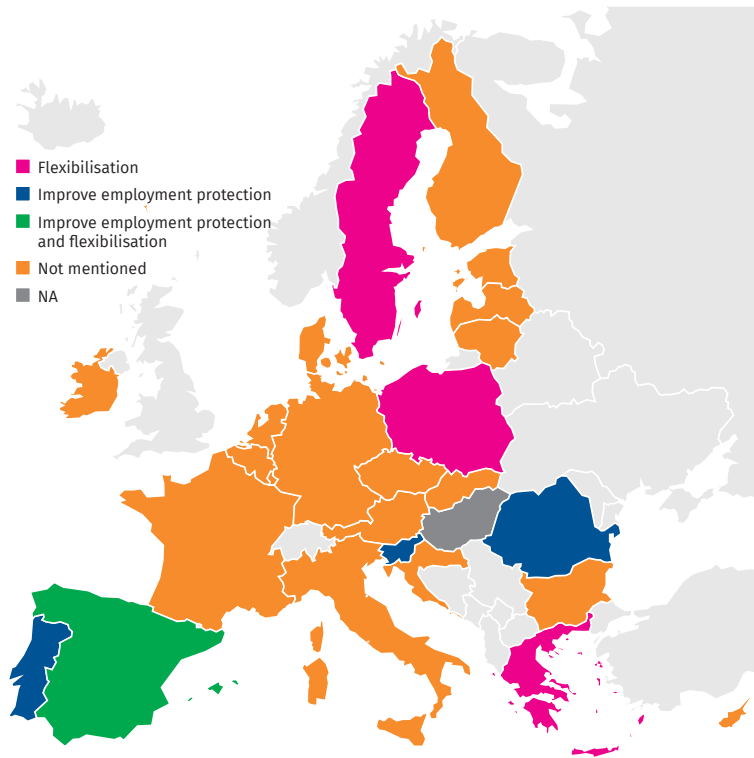 Flexibilisation
Improve employment protection
Improve employment protection
and flexibilisation
Not mentioned
NA